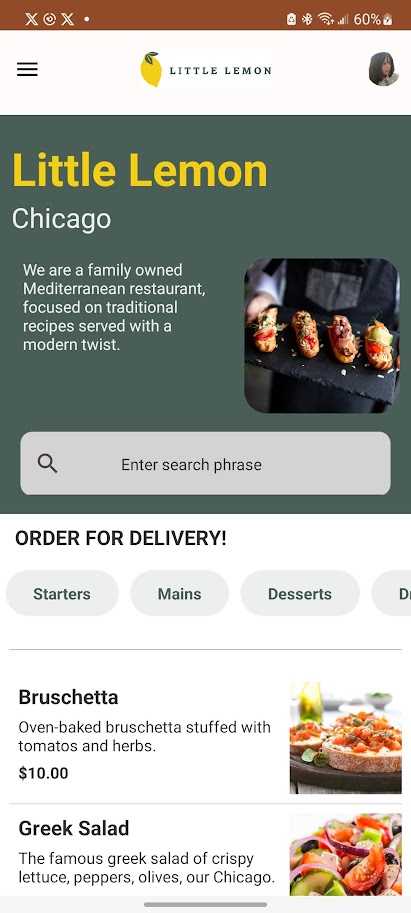 60%
LITTLE LEMON
Little Lemon
Chicago
We are a family owned
Mediterranean restaurant,
focused on traditional
recipes served with a
modern twist.
Enter search phrase
ORDER FOR DELIVERY!
Starters Mains Desserts
Bruschetta
Oven-baked bruschetta stuffed with
tomatos and herbs.
$10.00
Greek Salad
The famous greek salad of crispy
lettuce, peppers, olives, our Chicago.